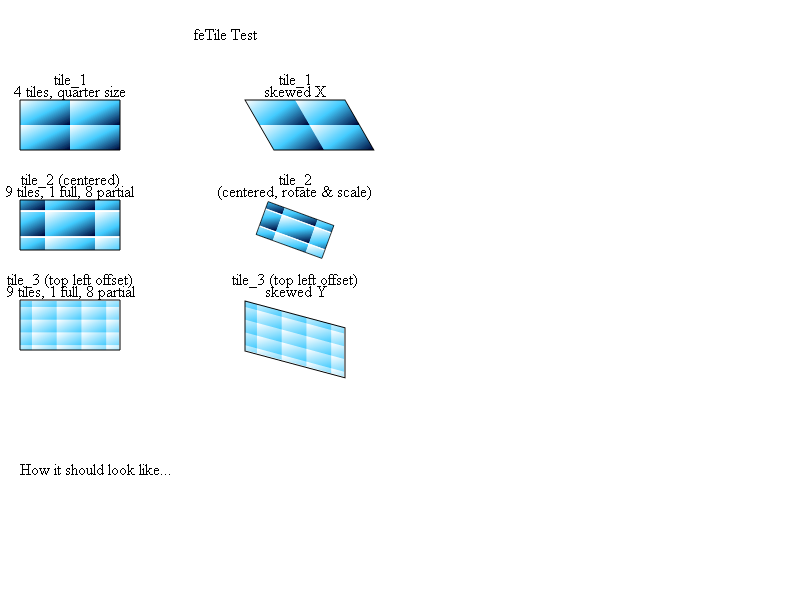 feTile Test
tile_1
4 tiles, quarter size
tile_1
skewed X
tile_2 (centered)
9 tiles, 1 full, 8 partial
tile_2
(centered, rotate & scale)
tile_3 (top left offset)
9 tiles, 1 full, 8 partial
tile_3 (top left offset)
skewed Y
How it should look like...